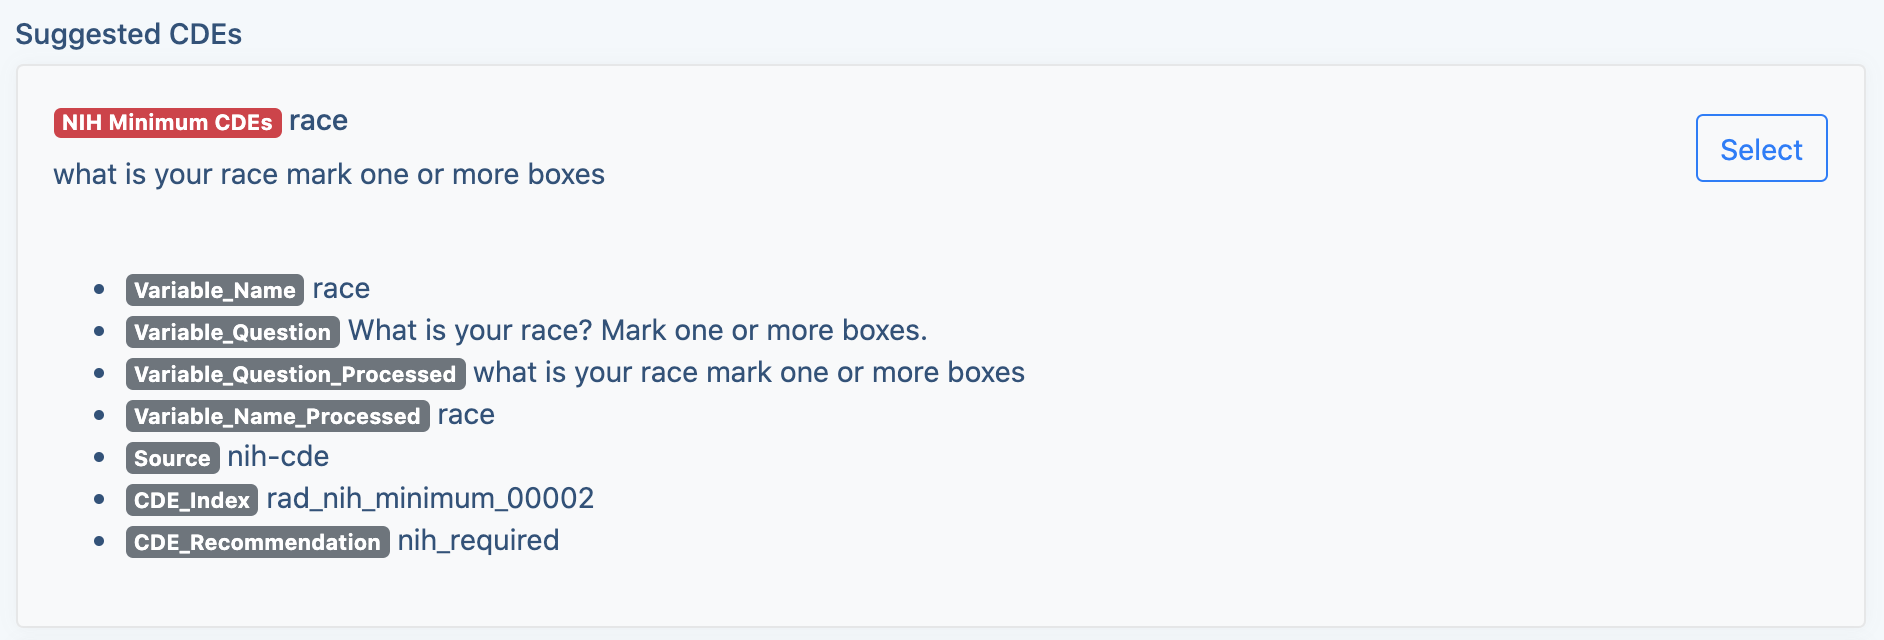 Suggested CDEs
NIH Minimum CDEs race
Select
what is your race mark one or more boxes
Variable_Name race
Variable_Question What is your race? Mark one or more boxes.
Variable_Question_Processed what is your race mark one or more boxes
Variable_Name_Processed race
Source nih-cde
CDE_Index rad_nih_minimum_00002
CDE_Recommendation nih_required